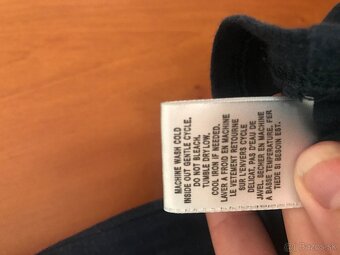 MACHINE WASH COLD
INSIDE OUT GENTLE CYCLE.
DO NOT BLEACH.
TUMBLE DRY LOW.
COOL IRON IF NEEDED.
LAVER A FROID EN MACHINE
LE VETEMENT RETOURNE
SUR L'ENVERS CYCLE
DELICAT, PAS D'EAU DE
JAVEL. SECHER EN MACHINE
A BASSE TEMPERATURE. FER
TIEDE SI BESOIN EST.